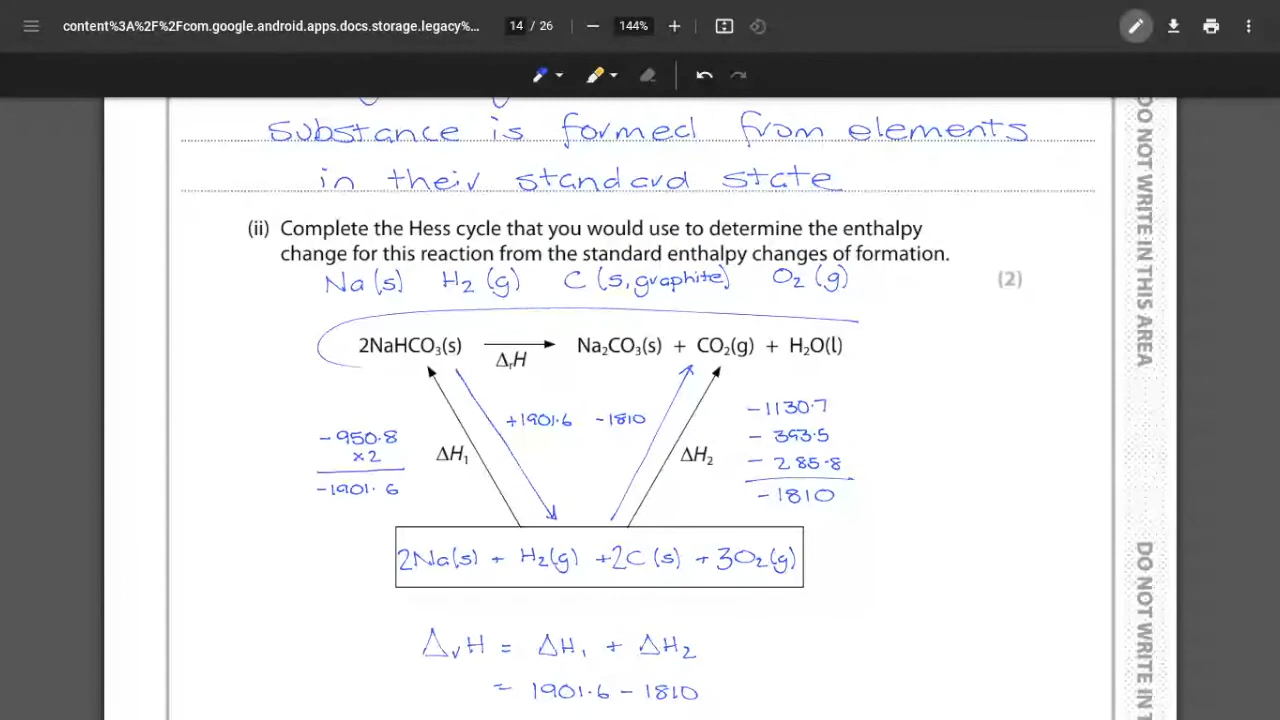 content%3A%2F%2Fcom.google.android.apps.docs.storage.legacy%... 14 / 26 144%
substance is formed from elements
in their standard state
(ii) Complete the Hess cycle that you would use to determine the enthalpy
change for this reaction from the standard enthalpy changes of formation.
(2)
Na(s) H₂(g) C(s, graphite) O₂(g)
2NaHCO₃(s) → Na₂CO₃(s) + CO₂(g) + H₂O(l)
ΔᵣH
+1901.6 -1810
-950.8
×2
-1901.6
ΔH₁
ΔH₂
-1130.7
- 393.5
- 285.8
-1810
2Na(s) + H₂(g) +2C(s) +3O₂(g)
ΔᵣH = ΔH₁ + ΔH₂
= 1901.6 - 1810
DO NOT WRITE IN THIS AREA
DO NOT WRITE IN T